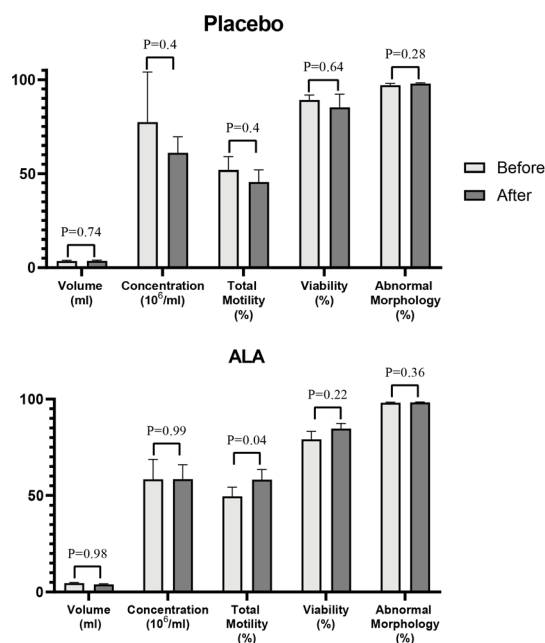 Placebo
P=0.4
P=0.64
P=0.28
P=0.4
P=0.74
100
50
0
Before
After
Volume
(ml)
Concentration
(10⁶/ml)
Total
Motility
(%)
Viability
(%)
Abnormal
Morphology
(%)
ALA
P=0.36
P=0.22
P=0.99
P=0.04
P=0.98
100
50
0
Volume
(ml)
Concentration
(10⁶/ml)
Total
Motility
(%)
Viability
(%)
Abnormal
Morphology
(%)